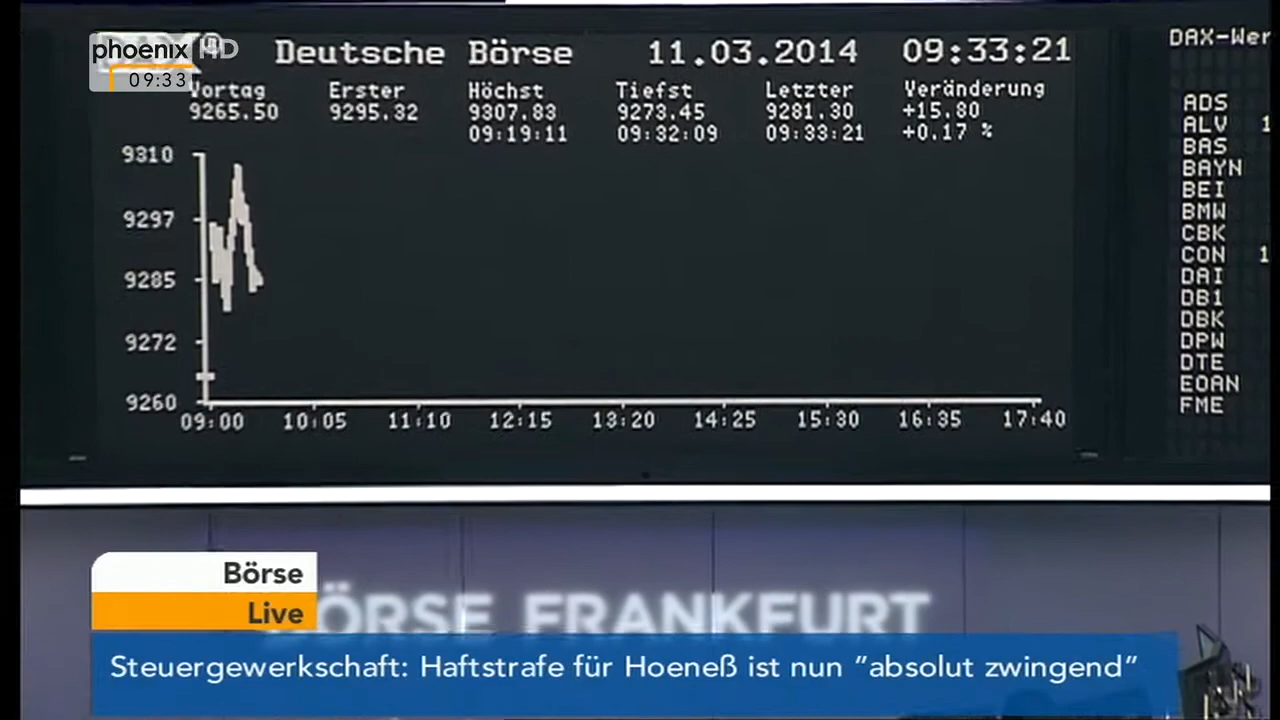 phoenix HD
09:33
Deutsche Börse 11.03.2014 09:33:21
Vortag Erster Höchst Tiefst Letzter Veränderung
9265.50 9295.32 9307.83 9273.45 9281.30 +15.80
09:19:11 09:32:09 09:33:21 +0.17 %
9310
9297
9285
9272
9260
09:00 10:05 11:10 12:15 13:20 14:25 15:30 16:35 17:40
DAX-Wer
ADS
ALV 1
BAS
BAYN
BEI
BMW
CBK
CON 1
DAI
DB1
DBK
DPW
DTE
EOAN
FME
BÖRSE FRANKFURT
Börse
Live
Steuergewerkschaft: Haftstrafe für Hoeneß ist nun "absolut zwingend"